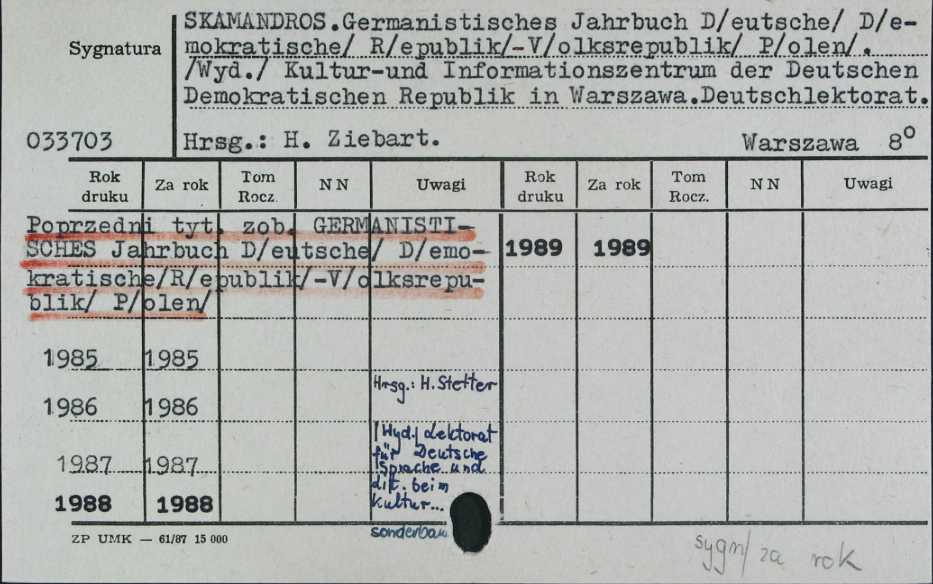 SKAMANDROS.Germanistisches Jahrbuch D/eutsche/ D/e-
Sygnatura
mokratische/ R/epublik/-V/olksrepublik/ P/olen/.
/Wyd./ Kultur-und Informationszentrum der Deutschen
Demokratischen Republik in Warszawa.Deutschlektorat.
033703 Hrsg.: H. Ziebart. Warszawa 8°
Rok druku Za rok Tom Rocz. N N Uwagi Rok druku Za rok Tom Rocz. N N Uwagi
Poprzedni tyt. zob. GERMANISTI-
SCHES Jahrbuch D/eutsche/ D/emo- 1989 1989
kratische/R/epublik/-V/olksrepu-
blik/ P/olen/
1985 1985
Hrsg.: H. Stetter
1986 1986
/Wyd./ Lektorat
für Deutsche
1987 1987 Sprache und
Lit. beim
1988 1988 Kultur...
sonderbau
ZP UMK — 61/87 15 000
sygn/ za rok